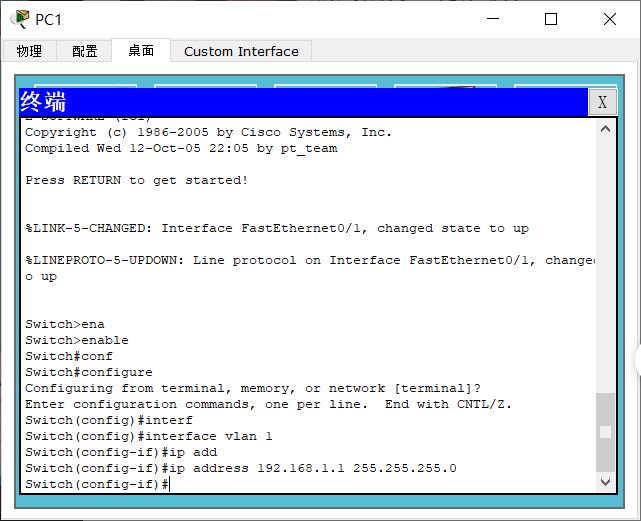 PC1
物理
配置
桌面
Custom Interface
终端
X
Copyright (c) 1986-2005 by Cisco Systems, Inc.
Compiled Wed 12-Oct-05 22:05 by pt_team
Press RETURN to get started!
%LINK-5-CHANGED: Interface FastEthernet0/1, changed state to up
%LINEPROTO-5-UPDOWN: Line protocol on Interface FastEthernet0/1, changed
o up
Switch>ena
Switch>enable
Switch#conf
Switch#configure
Configuring from terminal, memory, or network [terminal]?
Enter configuration commands, one per line.  End with CNTL/Z.
Switch(config)#interf
Switch(config)#interface vlan 1
Switch(config-if)#ip add
Switch(config-if)#ip address 192.168.1.1 255.255.255.0
Switch(config-if)#